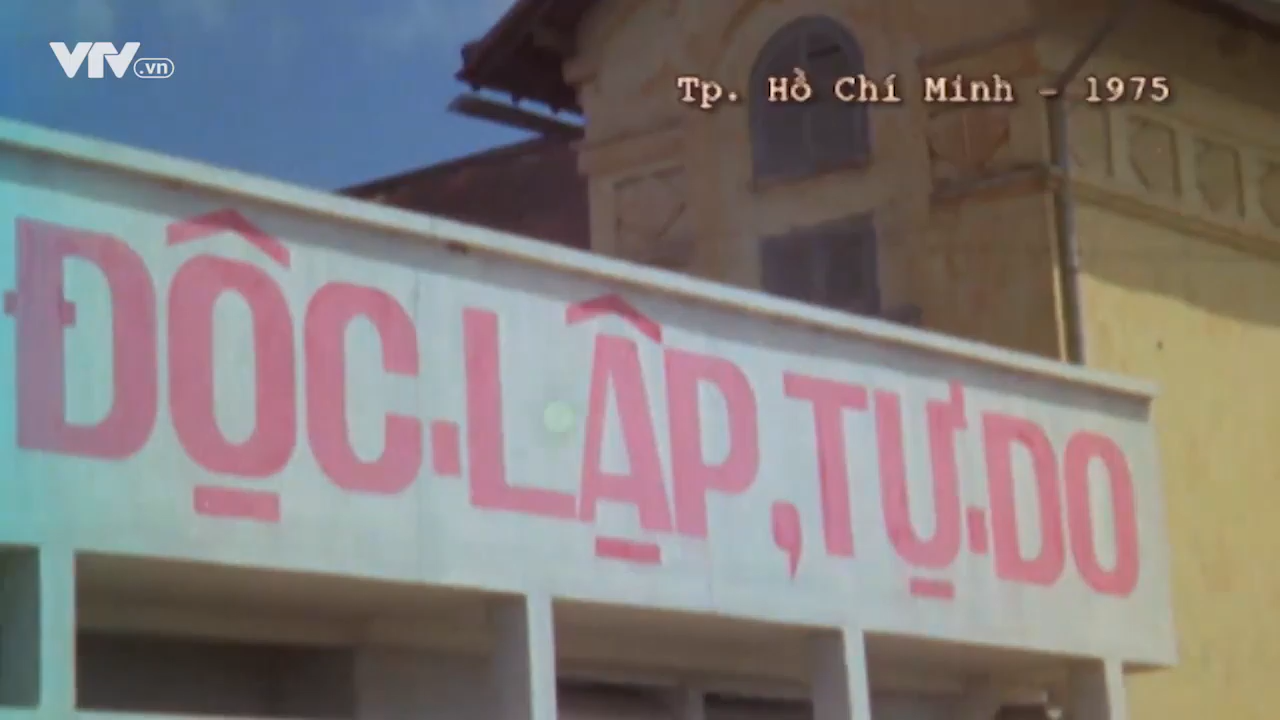 VTV.vn
Tp. Hồ Chí Minh - 1975
ĐỘC-LẬP, TỰ-DO